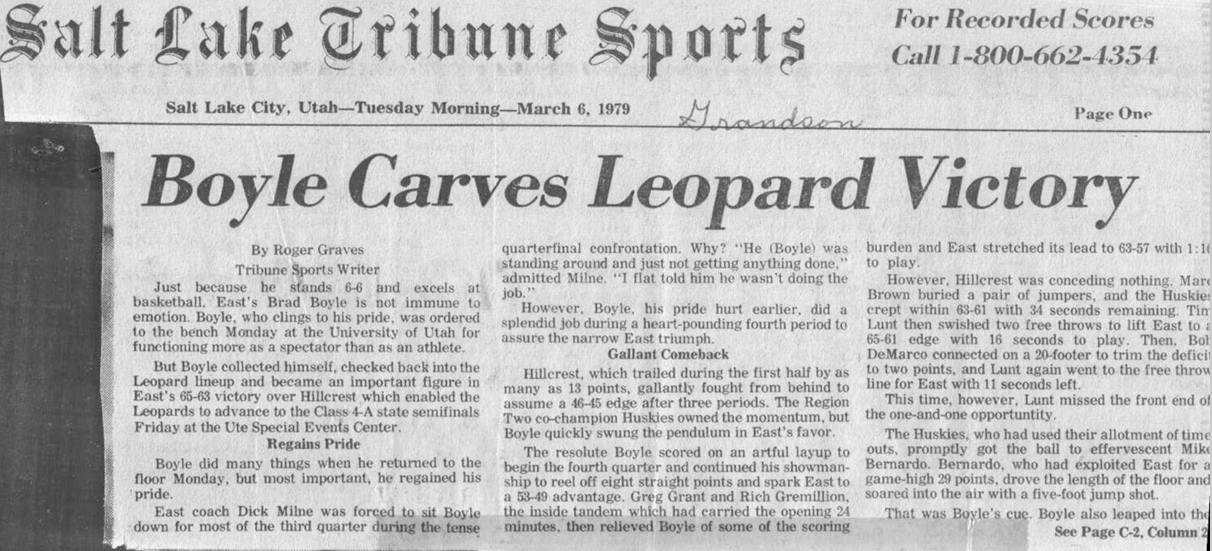 Salt Lake Tribune Sports
For Recorded Scores
Call 1-800-662-4354
Salt Lake City, Utah—Tuesday Morning—March 6, 1979
Grandson
Page One
Boyle Carves Leopard Victory
By Roger Graves
Tribune Sports Writer
Just because he stands 6-6 and excels at
basketball, East's Brad Boyle is not immune to
emotion. Boyle, who clings to his pride, was ordered
to the bench Monday at the University of Utah for
functioning more as a spectator than as an athlete.
But Boyle collected himself, checked back into the
Leopard lineup and became an important figure in
East's 65-63 victory over Hillcrest which enabled the
Leopards to advance to the Class 4-A state semifinals
Friday at the Ute Special Events Center.
Regains Pride
Boyle did many things when he returned to the
floor Monday, but most important, he regained his
pride.
East coach Dick Milne was forced to sit Boyle
down for most of the third quarter during the tense
quarterfinal confrontation. Why? "He (Boyle) was
standing around and just not getting anything done,"
admitted Milne. "I flat told him he wasn't doing the
job."
However, Boyle, his pride hurt earlier, did a
splendid job during a heart-pounding fourth period to
assure the narrow East triumph.
Gallant Comeback
Hillcrest, which trailed during the first half by as
many as 13 points, gallantly fought from behind to
assume a 46-45 edge after three periods. The Region
Two co-champion Huskies owned the momentum, but
Boyle quickly swung the pendulum in East's favor.
The resolute Boyle scored on an artful layup to
begin the fourth quarter and continued his showman-
ship to reel off eight straight points and spark East to
a 53-49 advantage. Greg Grant and Rich Gremillion,
the inside tandem which had carried the opening 24
minutes, then relieved Boyle of some of the scoring
burden and East stretched its lead to 63-57 with
to play.
However, Hillcrest was conceding nothing.
Brown buried a pair of jumpers, and the
crept within 63-61 with 34 seconds remaining.
Lunt then swished two free throws to lift East to
65-61 edge with 16 seconds to play. Then,
DeMarco connected on a 20-footer to trim the
to two points, and Lunt again went to the free
line for East with 11 seconds left.
This time, however, Lunt missed the front end of
the one-and-one opportuntity.
The Huskies, who had used their allotment of time
outs, promptly got the ball to effervescent
Bernardo. Bernardo, who had exploited East for a
game-high 29 points, drove the length of the floor and
soared into the air with a five-foot jump shot.
That was Boyle's cue. Boyle also leaped into
See Page C-2, Column 2